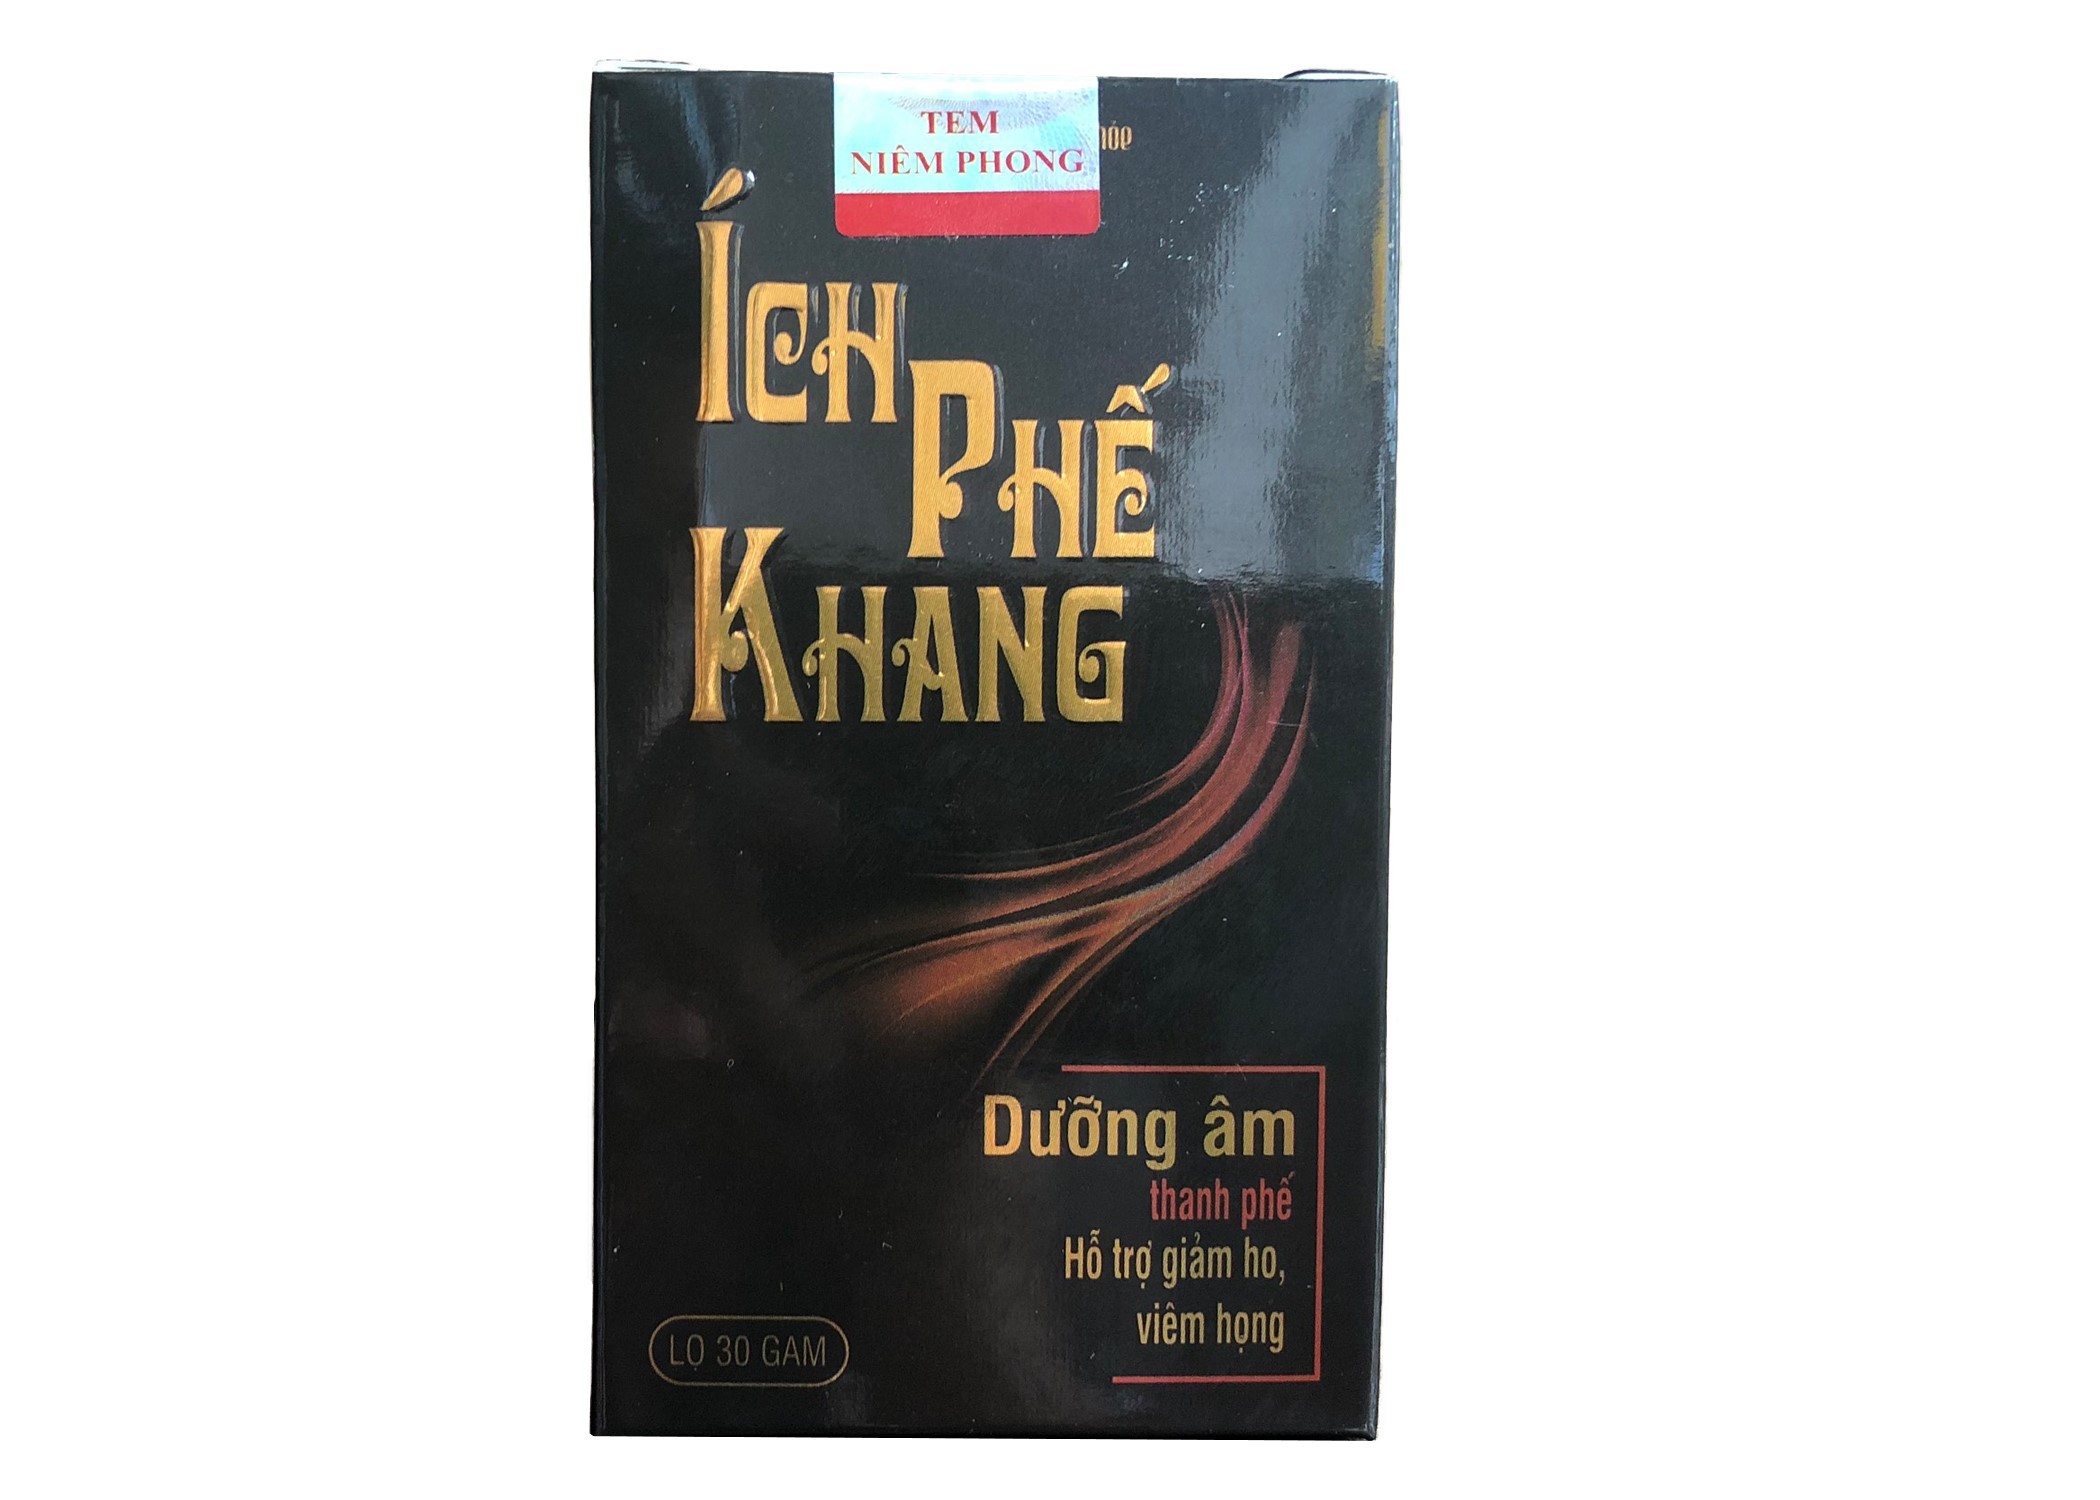 TEM
NIÊM PHONG
ÍCH
PHẾ
KHANG
Dưỡng âm
thanh phế
Hỗ trợ giảm ho,
viêm họng
LỌ 30 GAM